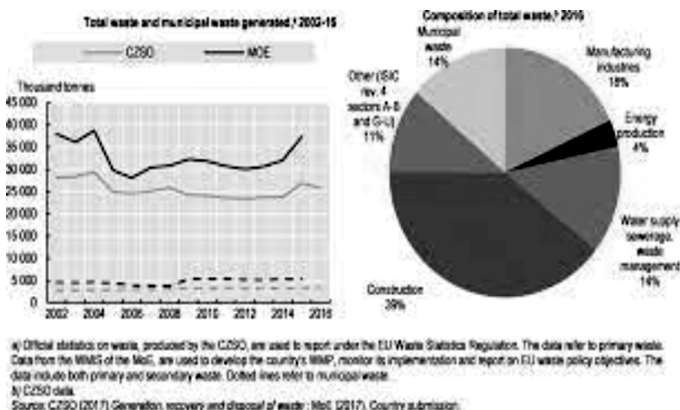 Total waste and municipal waste generated,ᵃ 2002-16
CZSO
MOE
Thousand tonnes
45 000
40 000
35 000
30 000
25 000
20 000
15 000
10 000
5 000
0
2002
2004
2006
2008
2010
2012
2014
2016
Composition of total waste,ᵇ 2016
Municipal
waste
14%
Manufacturing
industries
18%
Other (ISIC
rev. 4
sectors A-B
and G-U)
11%
Energy
production
4%
Water supply
sewerage,
waste
management
14%
Construction
39%
a) Official statistics on waste, produced by the CZSO, are used to report under the EU Waste Statistics Regulation. The data refer to primary waste.
Data from the WMIS of the MoE, are used to develop the country's WMP, monitor its implementation and report on EU waste policy objectives. The
data include both primary and secondary waste. Dotted lines refer to municipal waste.
b) CZSO data.
Source: CZSO (2017) Generation, recovery and disposal of waste; MoE (2017), Country submission.